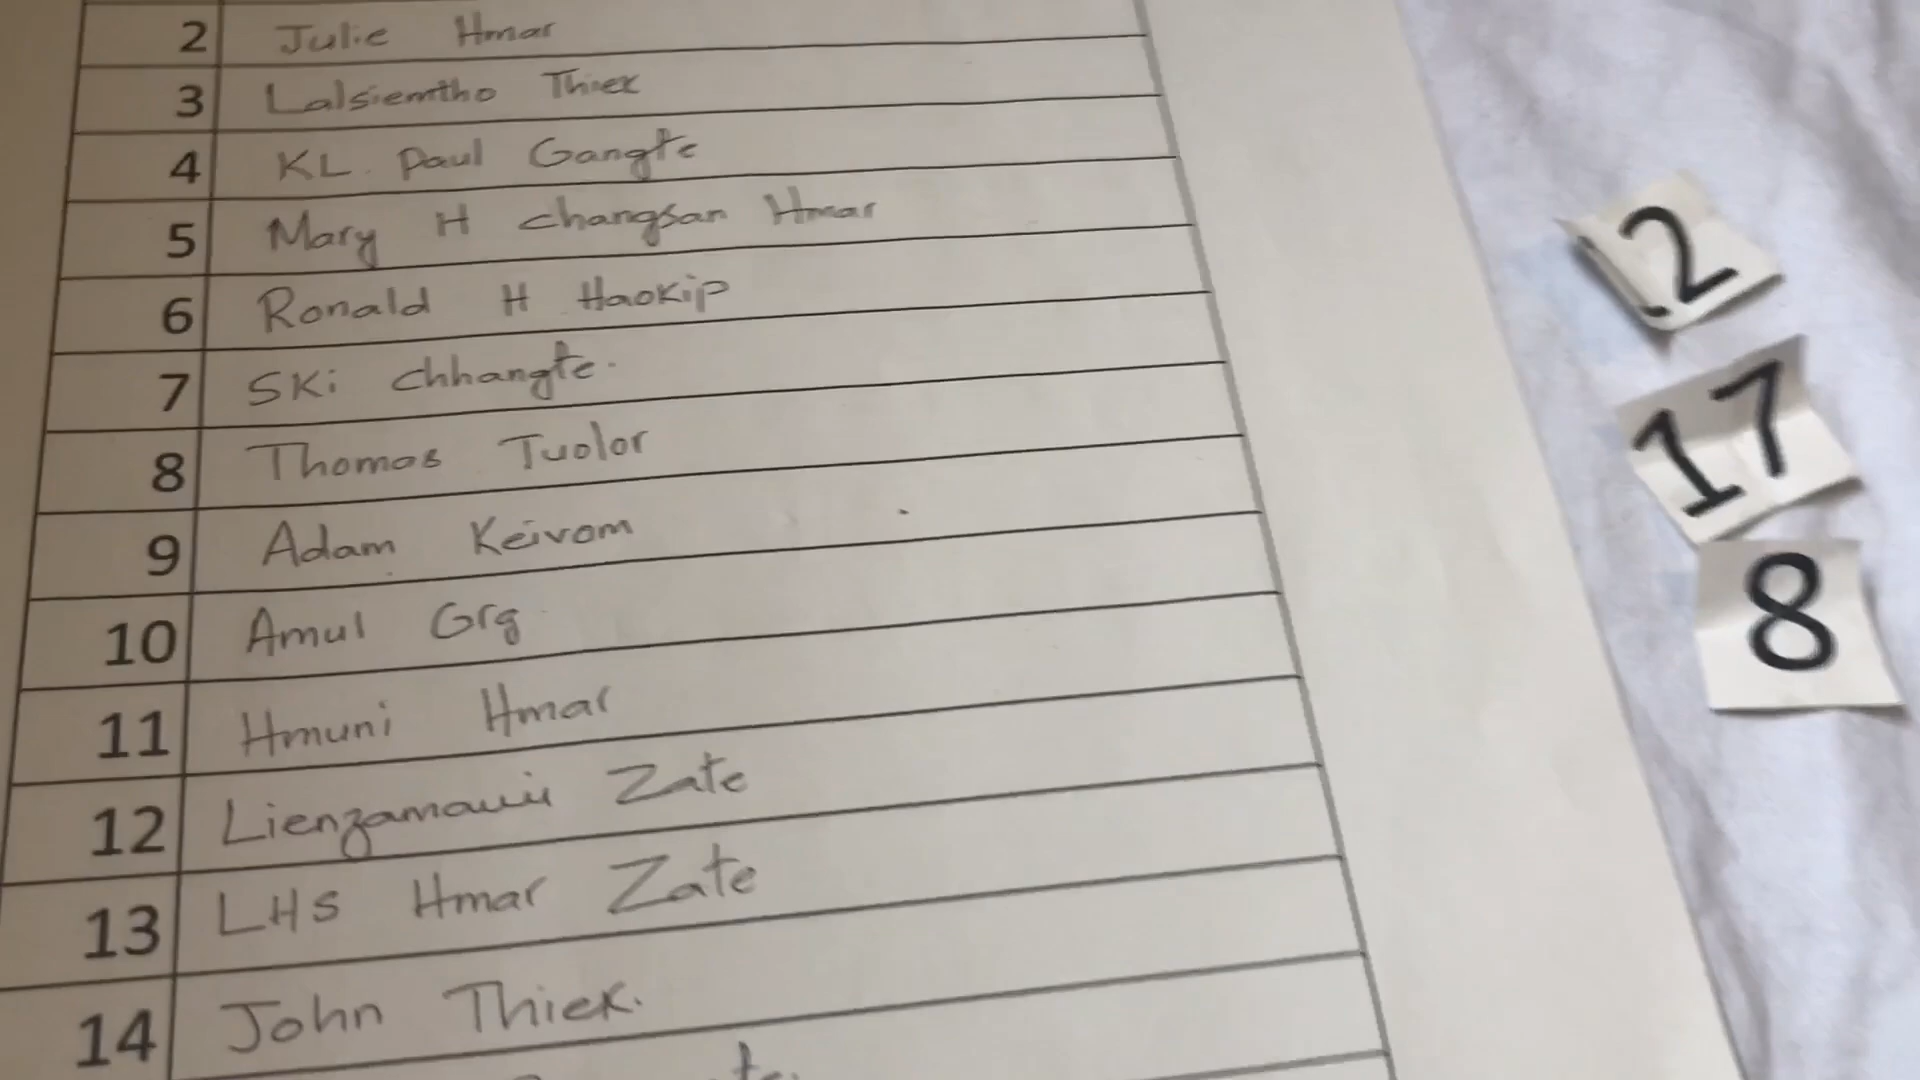 2 Julie Hmar
3 Lalsiemtho Thiek
4 KL. Paul Gangte
5 Mary H changsan Hmar
6 Ronald H Haokip
7 SKi chhangte.
8 Thomas Tuolor
9 Adam Keivom
10 Amul Grg
11 Hmuni Hmar
12 Lienzamawii Zate
13 LHS Hmar Zate
14 John Thiek.
2
17
8